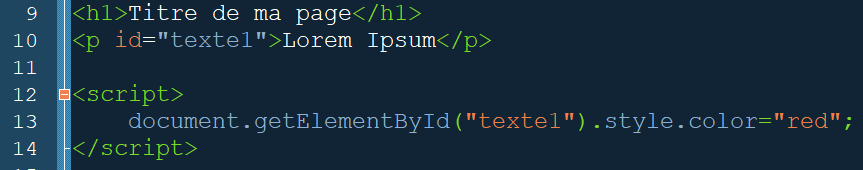 9 <h1>Titre de ma page</h1>
10 <p id="texte1">Lorem Ipsum</p>
11
12 <script>
13 document.getElementById("texte1").style.color="red";
14 </script>